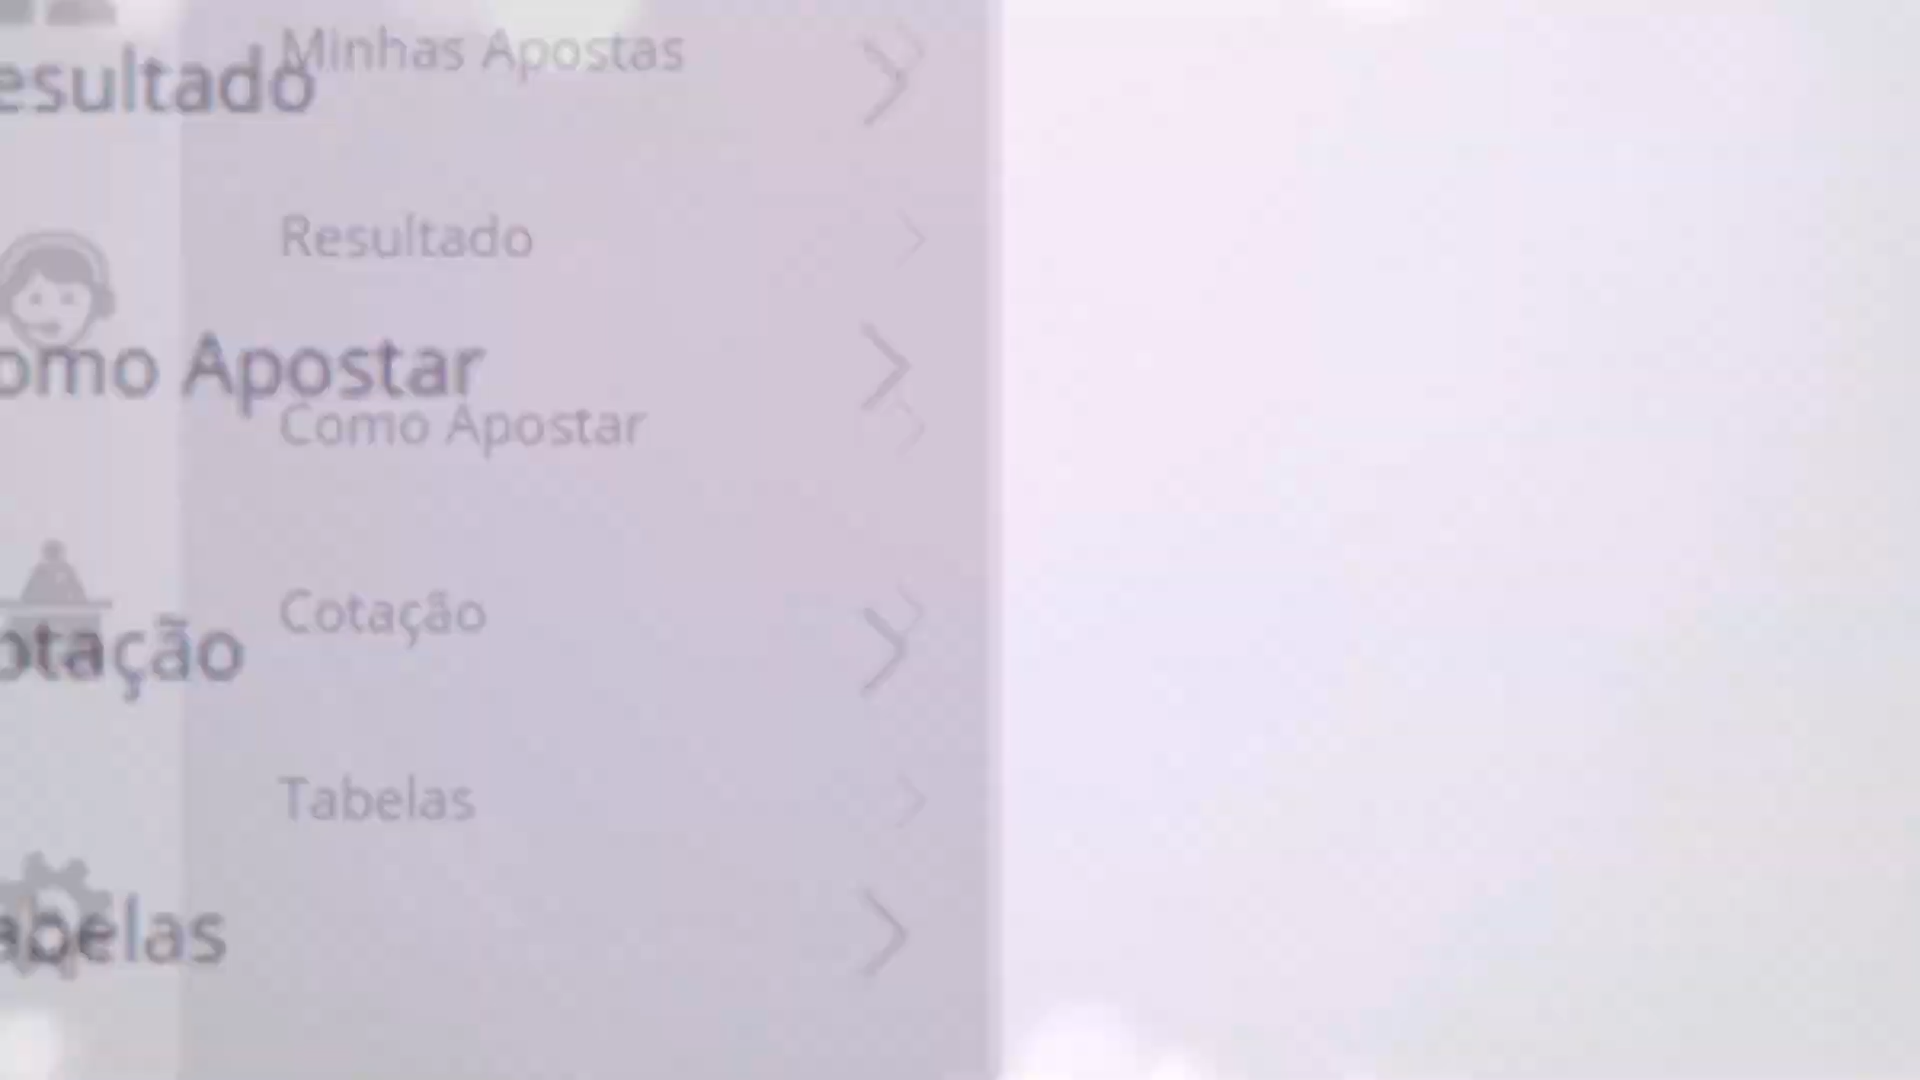 Minhas Apostas
esultado
Resultado
omo Apostar
Como Apostar
Cotação
otação
Tabelas
abelas